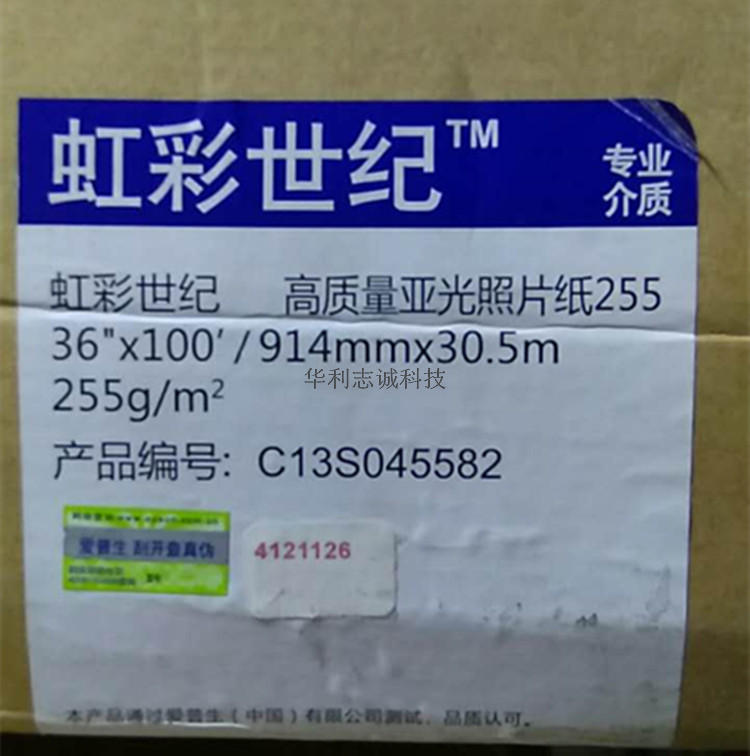 虹彩世纪™
专业
介质
虹彩世纪 高质量亚光照片纸255
36"x100'/914mmx30.5m
华利志诚科技
255g/m²
产品编号: C13S045582
爱普生 刮开查真伪
4121126
本产品通过爱普生(中国)有限公司测试、品质认可。